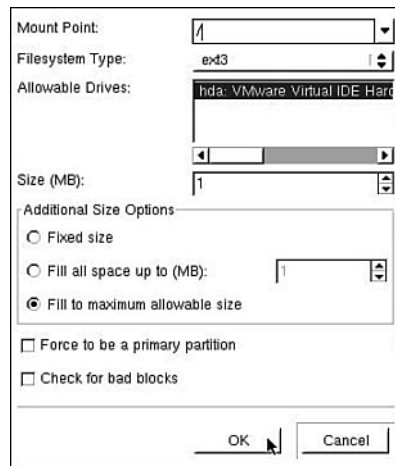 Mount Point: /
Filesystem Type: ext3
Allowable Drives: hda: VMware Virtual IDE Hard
Size (MB): 1
Additional Size Options
Fixed size
Fill all space up to (MB): 1
Fill to maximum allowable size
Force to be a primary partition
Check for bad blocks
OK Cancel